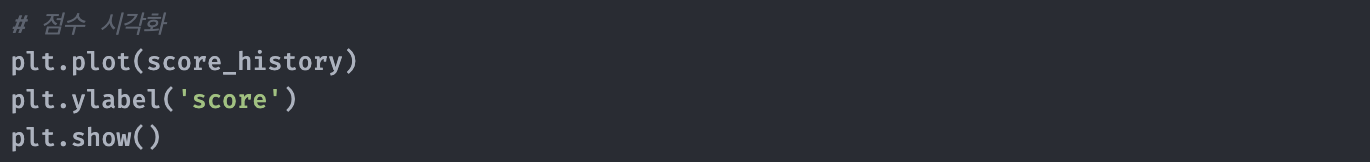 # 점수 시각화
plt.plot(score_history)
plt.ylabel('score')
plt.show()